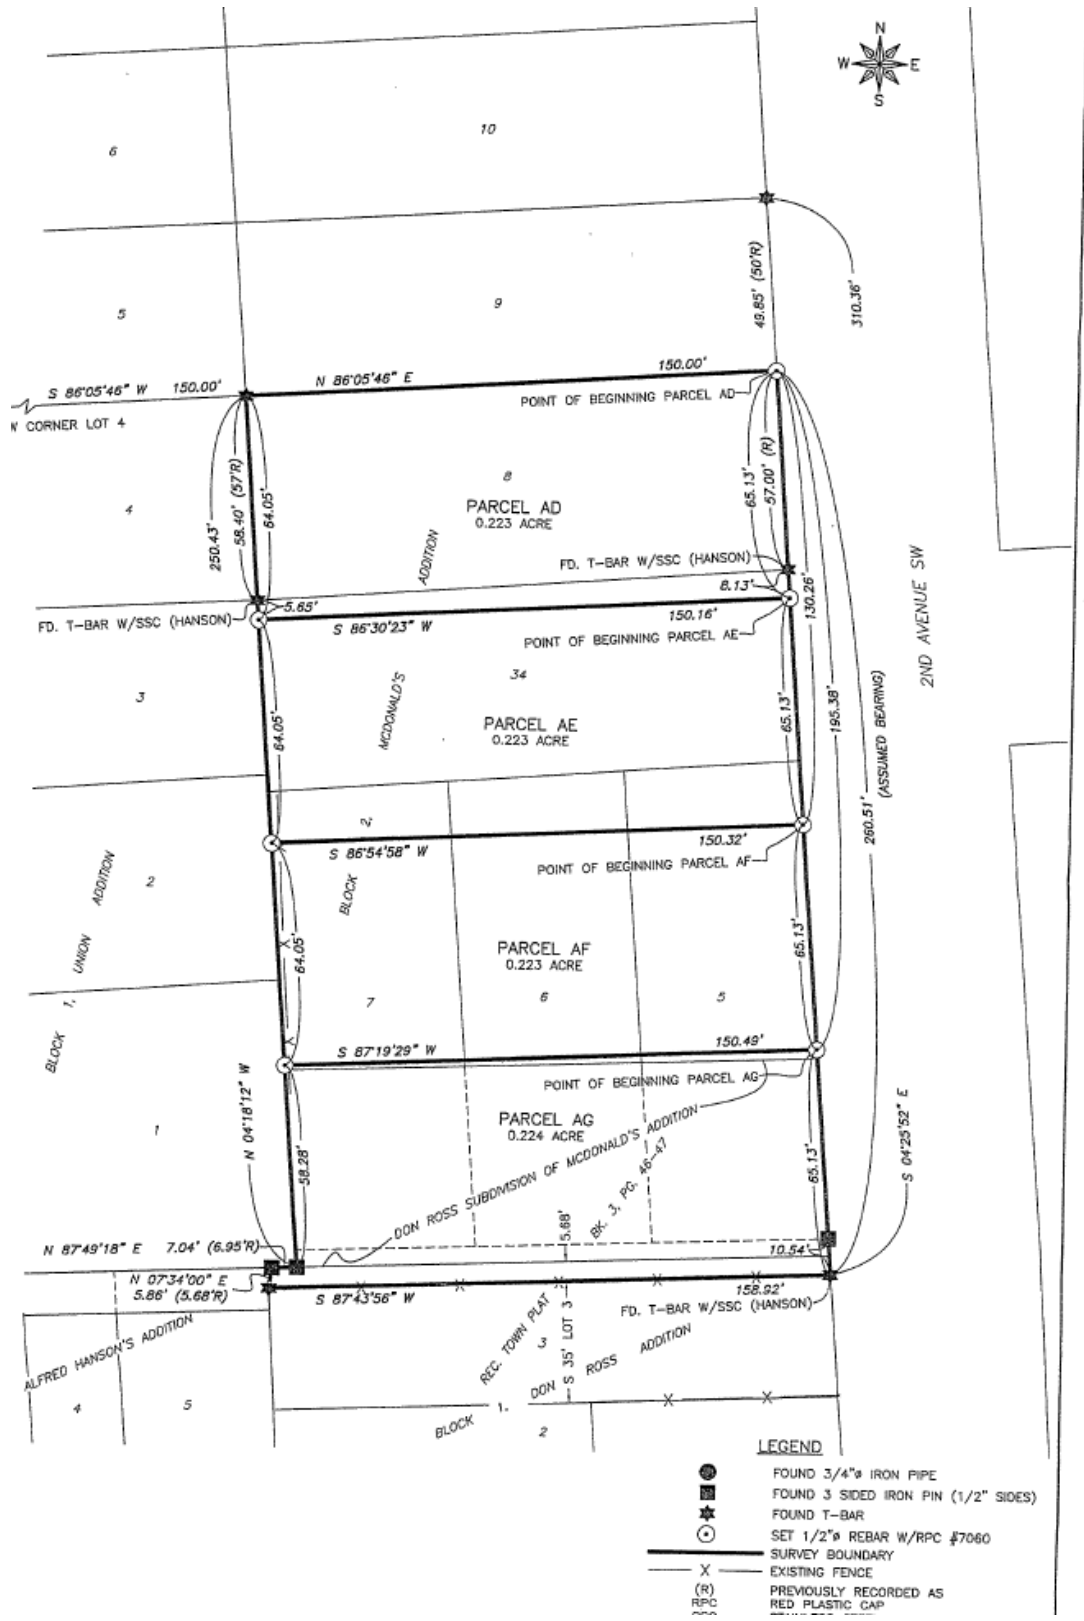 N
W E
S
10
6
9
5
49.85' (50'R)
310.36'
S 86°05'46" W 150.00'
N 86°05'46" E 150.00'
POINT OF BEGINNING PARCEL AD
W CORNER LOT 4
4
8
PARCEL AD
0.223 ACRE
250.43'
58.40' (57'R)
64.05'
65.13'
57.00' (R)
ADDITION
FD. T-BAR W/SSC (HANSON)
8.13'
130.26'
5.65'
FD. T-BAR W/SSC (HANSON)
S 86°30'23" W 150.16'
POINT OF BEGINNING PARCEL AE
2ND AVENUE SW
3
34
MCDONALD'S
PARCEL AE
0.223 ACRE
64.05'
65.13'
195.38'
(ASSUMED BEARING)
260.51'
2,
S 86°54'58" W 150.32'
POINT OF BEGINNING PARCEL AF
ADDITION
2
BLOCK
PARCEL AF
0.223 ACRE
UNION
X
64.05'
65.13'
1,
7
6
5
BLOCK
X
S 87°19'29" W 150.49'
POINT OF BEGINNING PARCEL AG
N 04°18'12" W
PARCEL AG
0.224 ACRE
1
58.28'
65.13'
S 04°25'52" E
DON ROSS SUBDIVISION OF MCDONALD'S ADDITION
BK. 3, PG. 46-47
5.68'
N 87°49'18" E 7.04' (6.95'R)
10.54'
N 07°34'00" E
5.86' (5.68'R)
X X X X X
S 87°43'56" W 158.92'
FD. T-BAR W/SSC (HANSON)
REC. TOWN PLAT
3
S 35' LOT 3
ALFRED HANSON'S ADDITION
4
5
BLOCK 1, DON ROSS ADDITION
X X
2
LEGEND
FOUND 3/4"ø IRON PIPE
FOUND 3 SIDED IRON PIN (1/2" SIDES)
FOUND T-BAR
SET 1/2"ø REBAR W/RPC #7060
SURVEY BOUNDARY
X EXISTING FENCE
(R) PREVIOUSLY RECORDED AS
RPC RED PLASTIC CAP